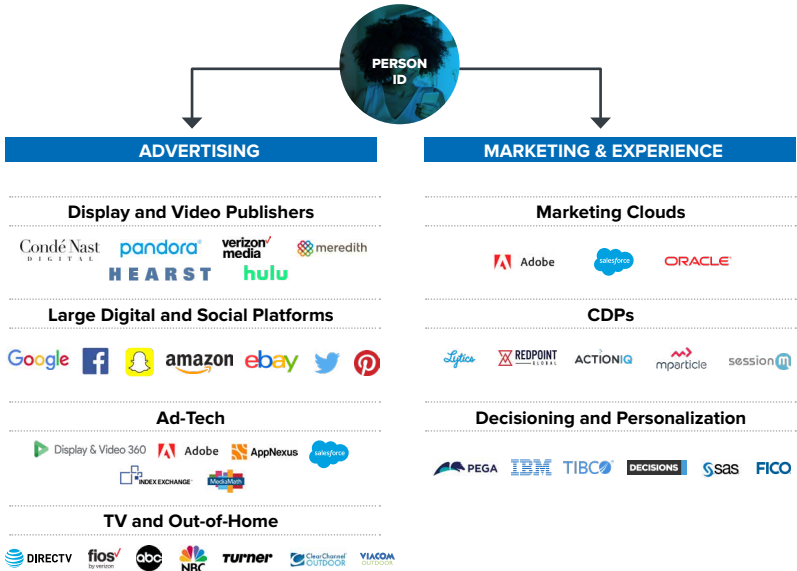 PERSON
ID
ADVERTISING
Display and Video Publishers
Condé Nast
DIGITAL
pandora®
verizon✓
media
meredith
HEARST
hulu
Large Digital and Social Platforms
Google
amazon
ebay
Ad-Tech
Display & Video 360
Adobe
AppNexus
salesforce
INDEX EXCHANGE™
MediaMath
TV and Out-of-Home
DIRECTV
fios✓
by verizon
abc
NBC
TURNER
ClearChannel
OUTDOOR
VIACOM
OUTDOOR
MARKETING & EXPERIENCE
Marketing Clouds
Adobe
salesforce
ORACLE®
CDPs
Lytics
REDPOINT
GLOBAL
ACTIONIQ
mparticle
session m
Decisioning and Personalization
PEGA
IBM
TIBCO®
DECISIONS
sas
FICO